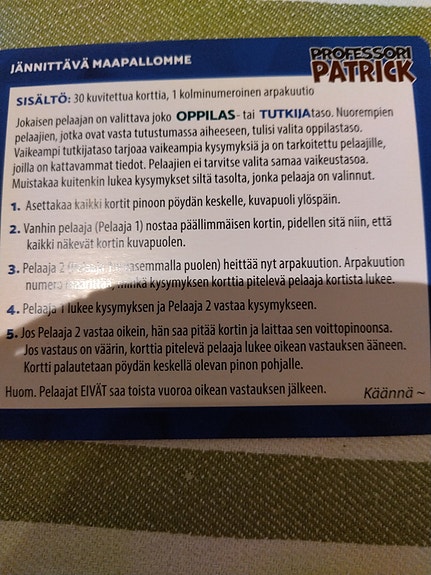 JÄNNITTÄVÄ MAAPALLOMME
PROFESSORI
PATRICK
SISÄLTÖ: 30 kuvitettua korttia, 1 kolminumeroinen arpakuutio
Jokaisen pelaajan on valittava joko OPPILAS- tai TUTKIJAtaso. Nuorempien
pelaajien, jotka ovat vasta tutustumassa aiheeseen, tulisi valita oppilastaso.
Vaikeampi tutkijataso tarjoaa vaikeampia kysymyksiä ja on tarkoitettu pelaajille,
joilla on kattavammat tiedot. Pelaajien ei tarvitse valita samaa vaikeustasoa.
Muistakaa kuitenkin lukea kysymykset siltä tasolta, jonka pelaaja on valinnut.
1. Asettakaa kaikki kortit pinoon pöydän keskelle, kuvapuoli ylöspäin.
2. Vanhin pelaaja (Pelaaja 1) nostaa päällimmäisen kortin, pidellen sitä niin, että
kaikki näkevät kortin kuvapuolen.
3. Pelaaja 2 vasemmalla puolen) heittää nyt arpakuution. Arpakuution
numero minkä kysymyksen korttia pitelevä pelaaja kortista lukee.
4. Pelaaja 1 lukee kysymyksen ja Pelaaja 2 vastaa kysymykseen.
5. Jos Pelaaja 2 vastaa oikein, hän saa pitää kortin ja laittaa sen voittopinoonsa.
Jos vastaus on väärin, korttia pitelevä pelaaja lukee oikean vastauksen ääneen.
Kortti palautetaan pöydän keskellä olevan pinon pohjalle.
Huom. Pelaajat EIVÄT saa toista vuoroa oikean vastauksen jälkeen.
Käännä ~